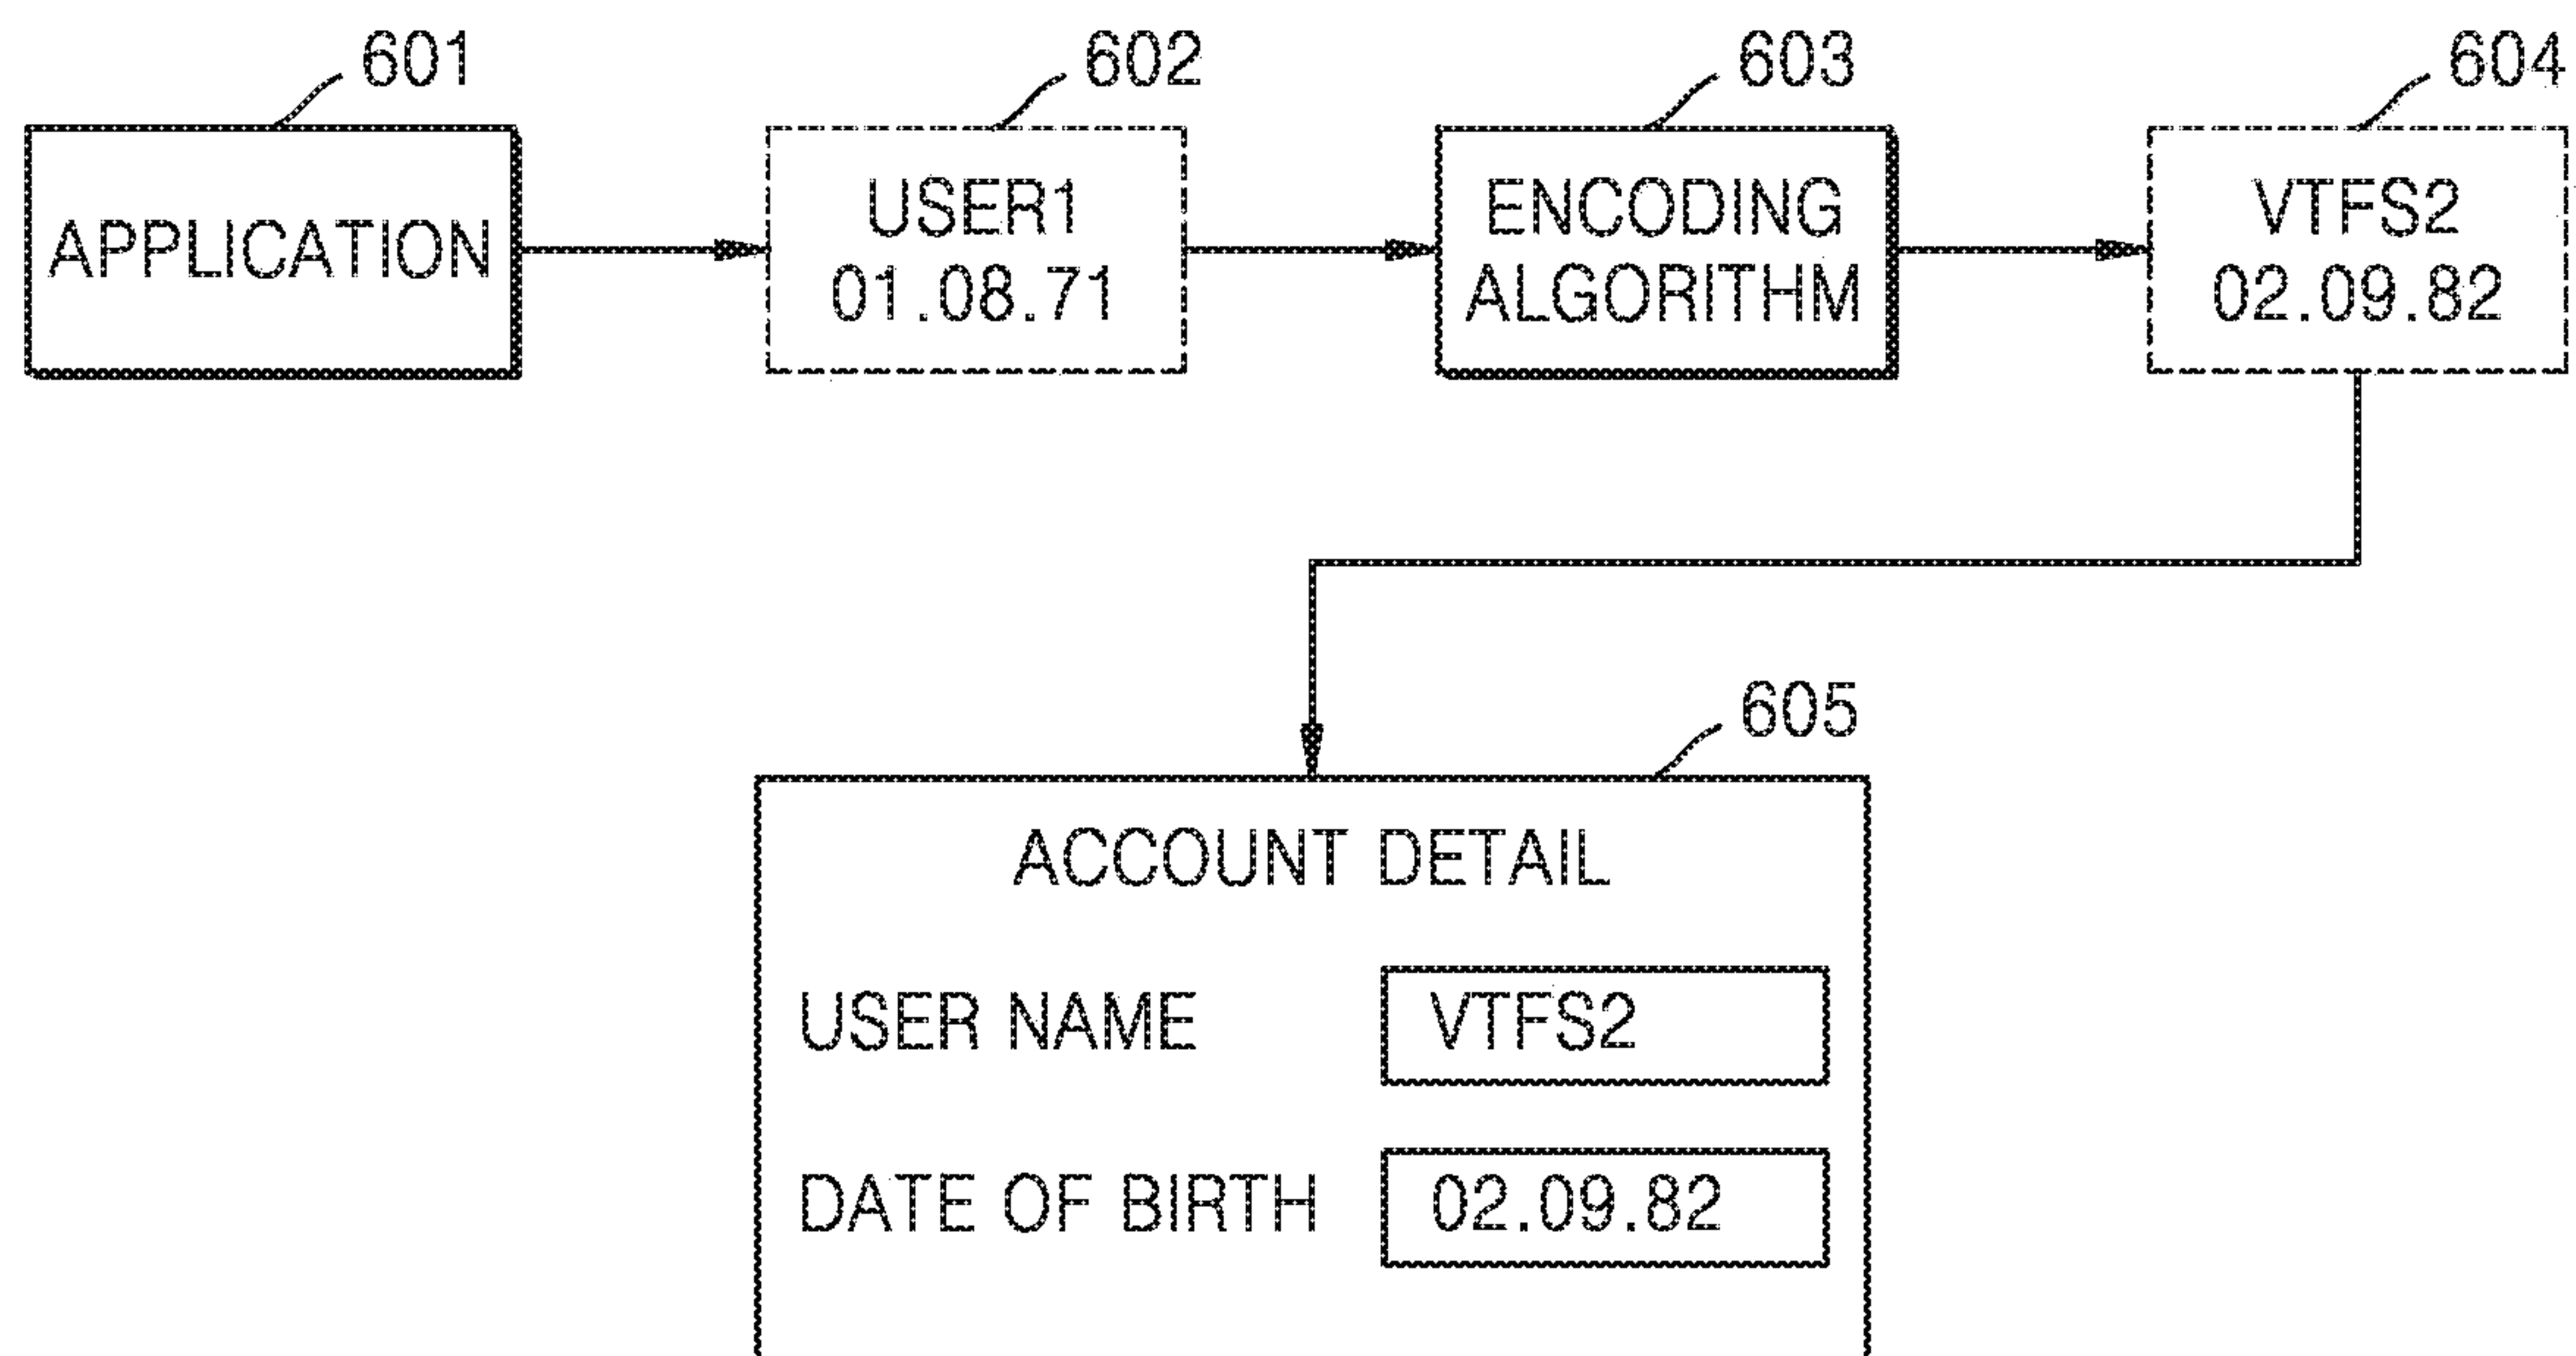 601
602
603
604
APPLICATION
USER1
01.08.71
ENCODING
ALGORITHM
VTFS2
02.09.82
605
ACCOUNT DETAIL
USER NAME
VTFS2
DATE OF BIRTH
02.09.82